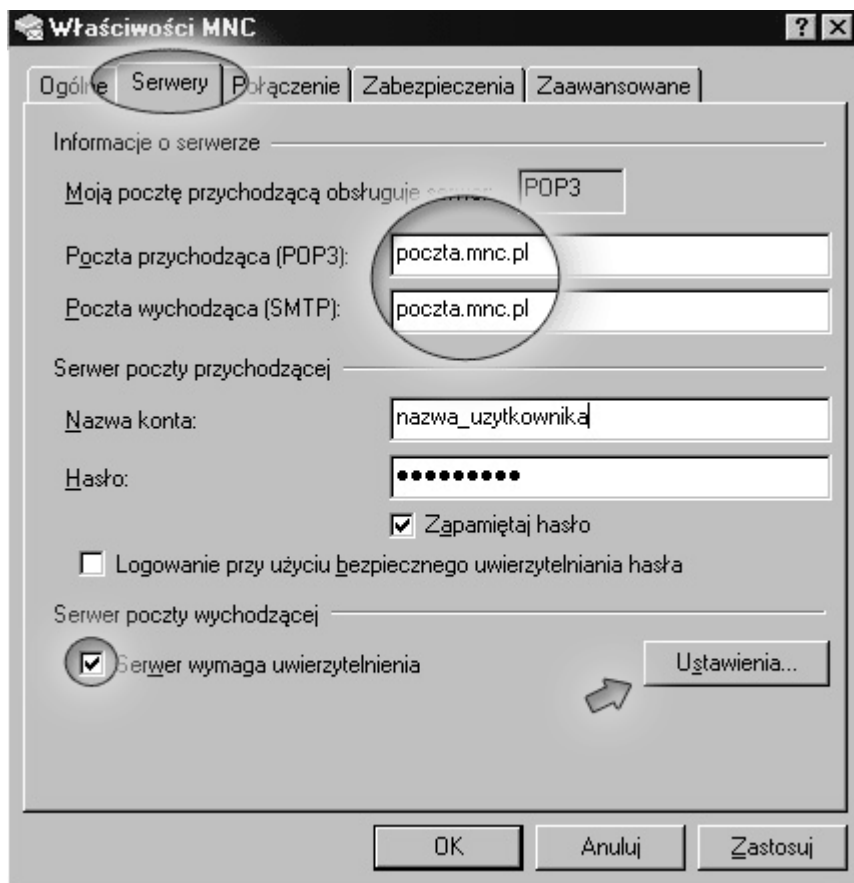 Właściwości MNC
Ogólne Serwery Połączenie Zabezpieczenia Zaawansowane
Informacje o serwerze
Moją pocztę przychodzącą obsługuje serwer: POP3
Poczta przychodząca (POP3): poczta.mnc.pl
Poczta wychodząca (SMTP): poczta.mnc.pl
Serwer poczty przychodzącej
Nazwa konta: nazwa_uzytkownika
Hasło: •••••••••
Zapamiętaj hasło
Logowanie przy użyciu bezpiecznego uwierzytelniania hasła
Serwer poczty wychodzącej
Serwer wymaga uwierzytelnienia Ustawienia...
OK Anuluj Zastosuj